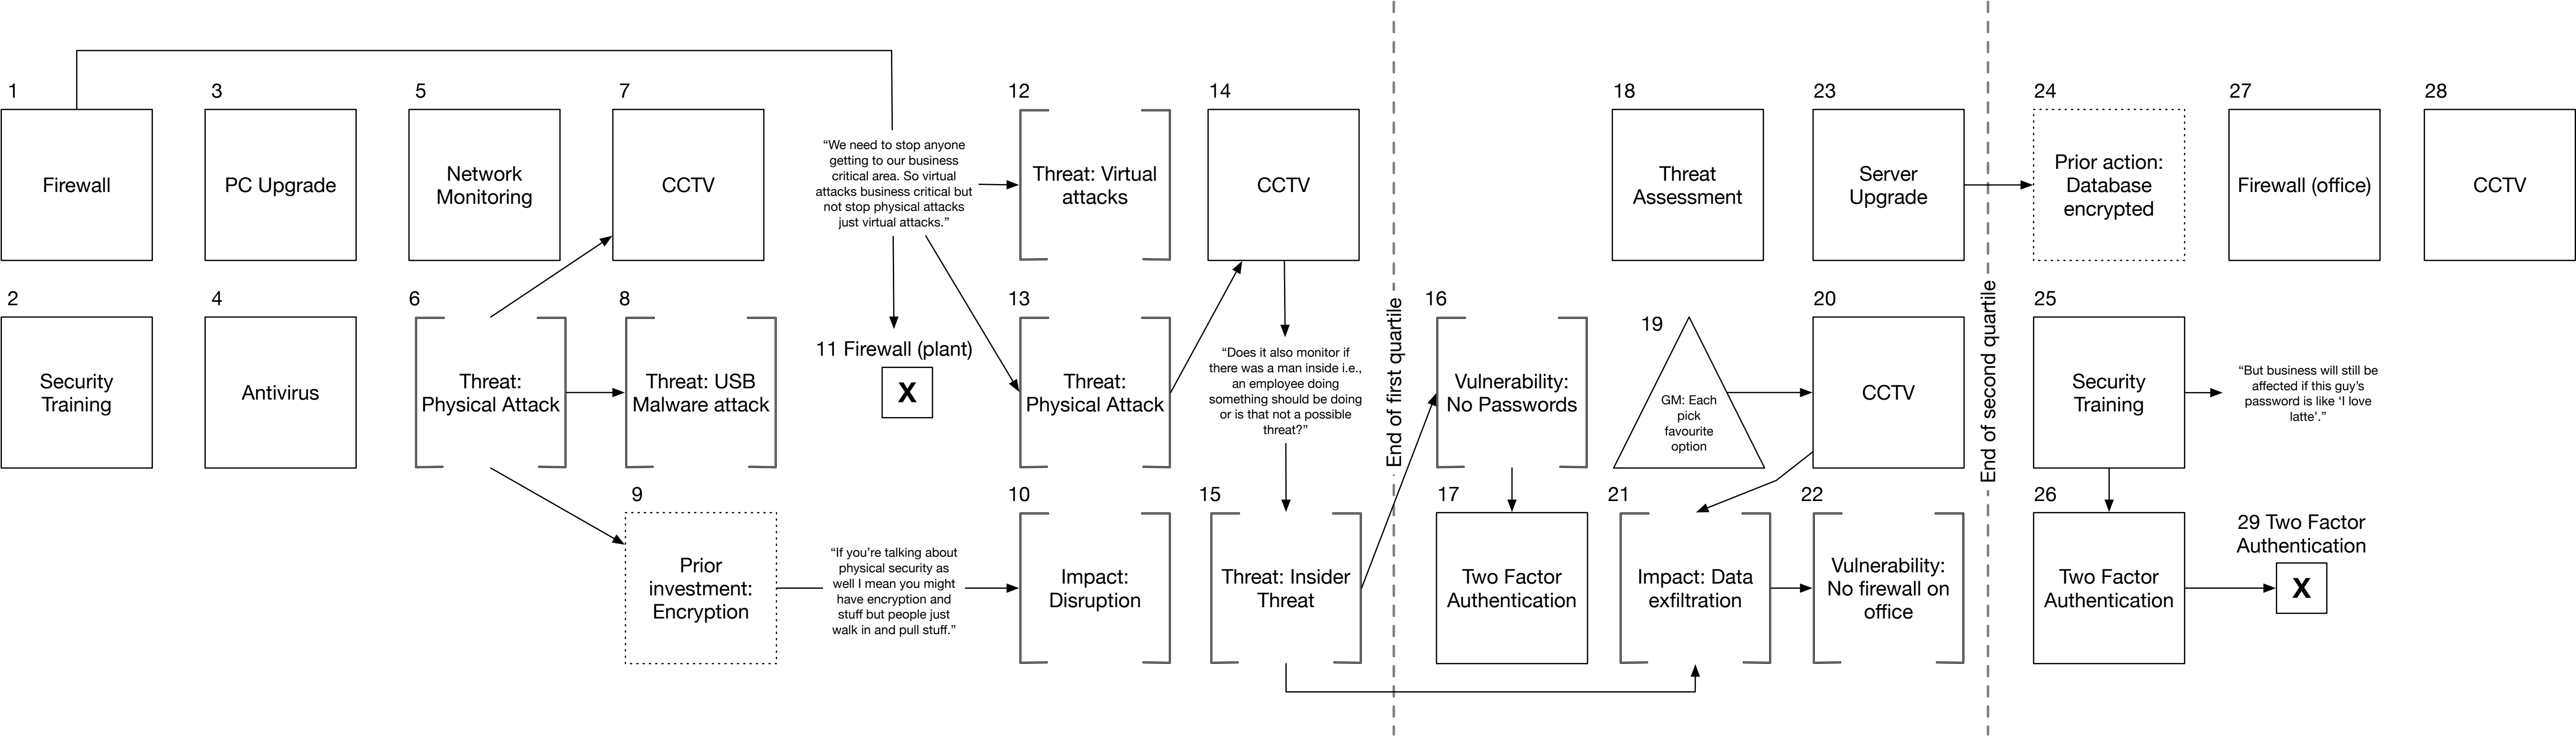 1
Firewall
2
Security
Training
3
PC Upgrade
4
Antivirus
5
Network
Monitoring
6
Threat:
Physical Attack
7
CCTV
8
Threat: USB
Malware attack
9
Prior
investment:
Encryption
“If you’re talking about
physical security as
well I mean you might
have encryption and
stuff but people just
walk in and pull stuff.”
10
Impact:
Disruption
“We need to stop anyone
getting to our business
critical area. So virtual
attacks business critical but
not stop physical attacks
just virtual attacks.”
11 Firewall (plant)
X
12
Threat: Virtual
attacks
13
Threat:
Physical Attack
14
CCTV
“Does it also monitor if
there was a man inside i.e.,
an employee doing
something should be doing
or is that not a possible
threat?”
15
Threat: Insider
Threat
End of first quartile
16
Vulnerability:
No Passwords
17
Two Factor
Authentication
18
Threat
Assessment
19
GM: Each
pick
favourite
option
20
CCTV
21
Impact: Data
exfiltration
22
Vulnerability:
No firewall on
office
23
Server
Upgrade
End of second quartile
24
Prior action:
Database
encrypted
25
Security
Training
“But business will still be
affected if this guy’s
password is like ‘I love
latte’.”
26
Two Factor
Authentication
27
Firewall (office)
28
CCTV
29 Two Factor
Authentication
X